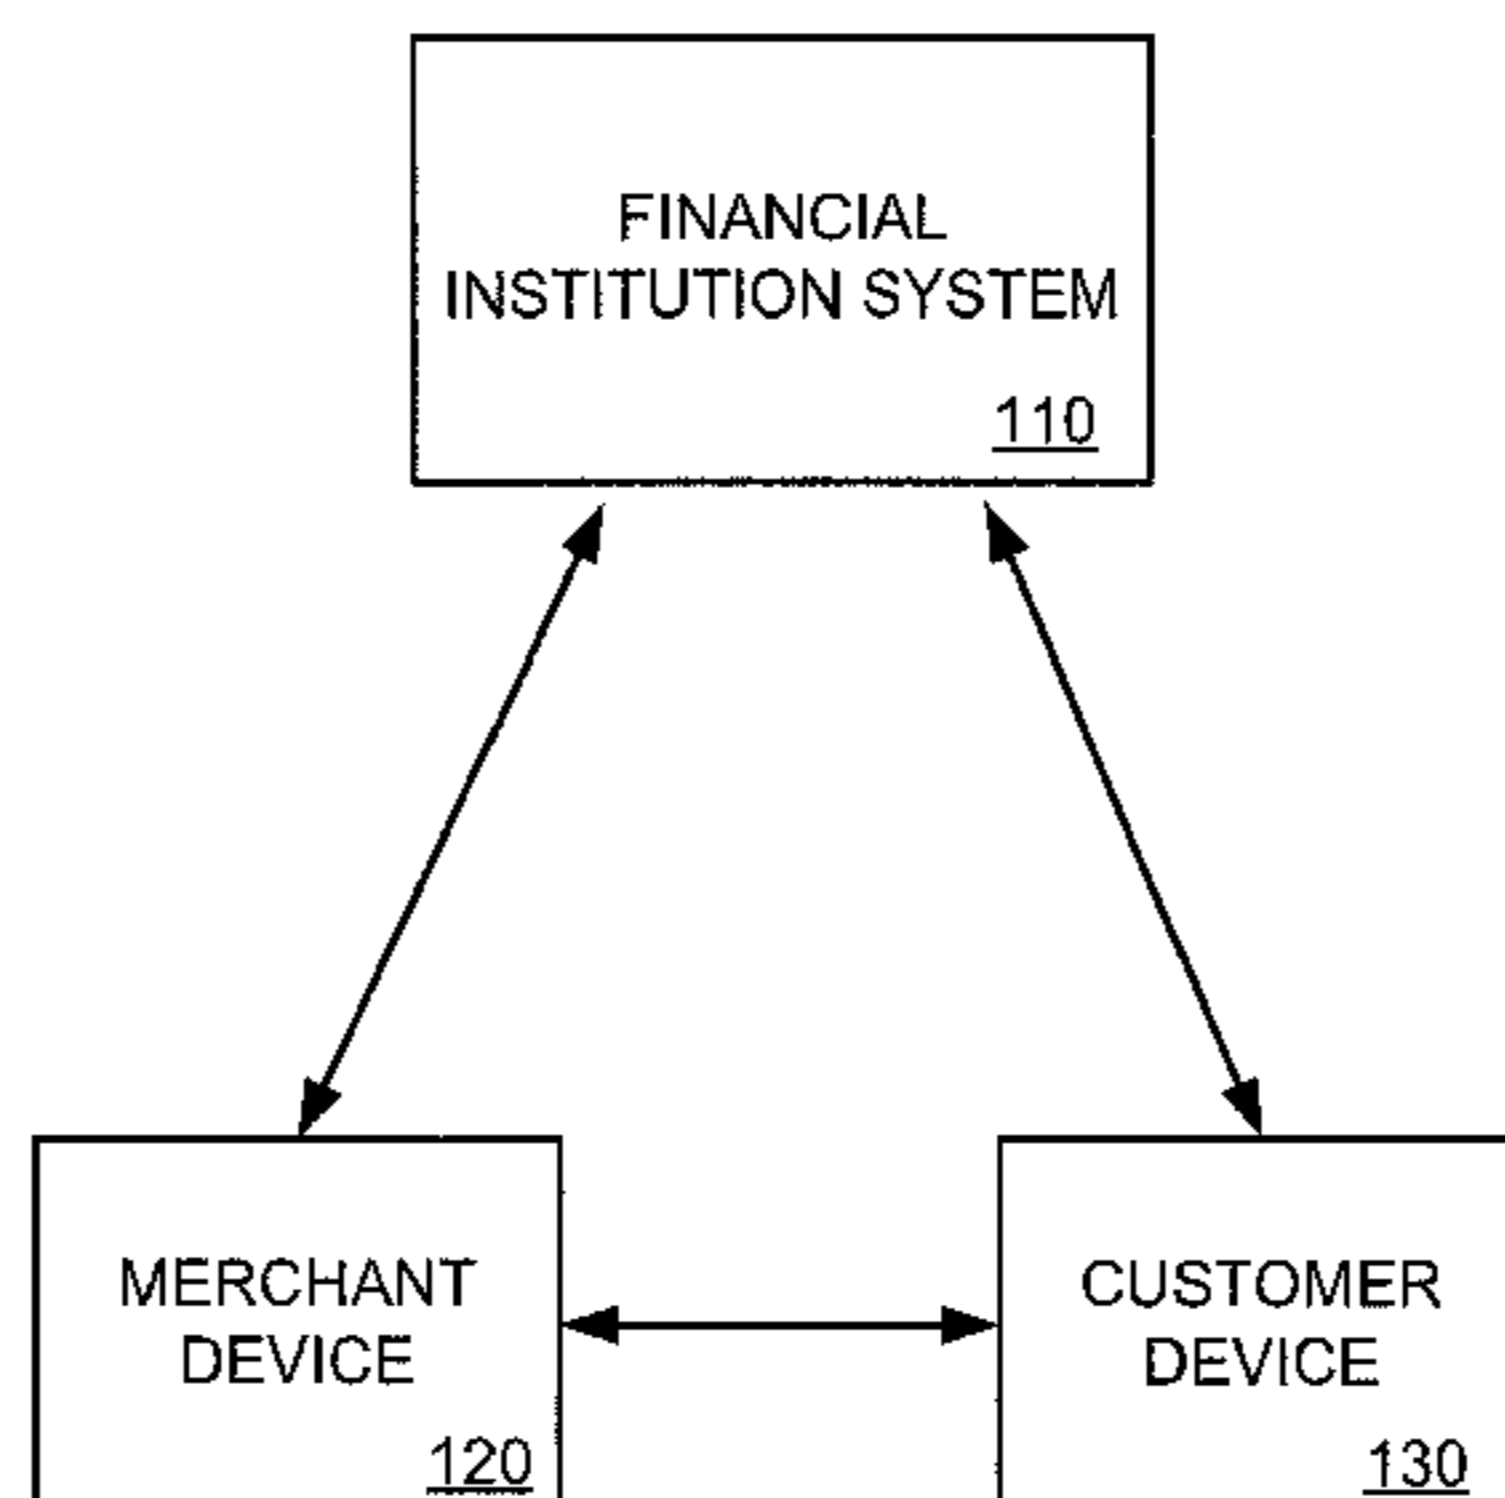 FINANCIAL
INSTITUTION SYSTEM
110
MERCHANT
DEVICE
120
CUSTOMER
DEVICE
130